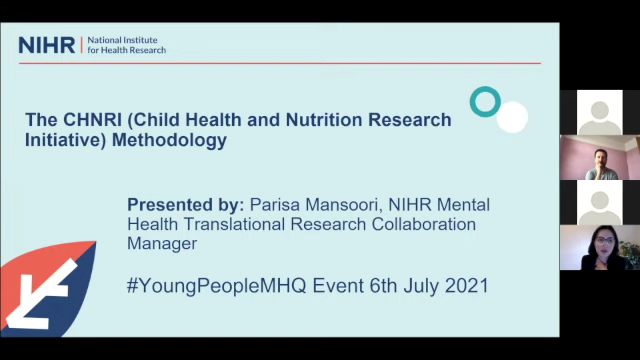 NIHR | National Institute
for Health Research
The CHNRI (Child Health and Nutrition Research
Initiative) Methodology
Presented by: Parisa Mansoori, NIHR Mental
Health Translational Research Collaboration
Manager
#YoungPeopleMHQ Event 6th July 2021